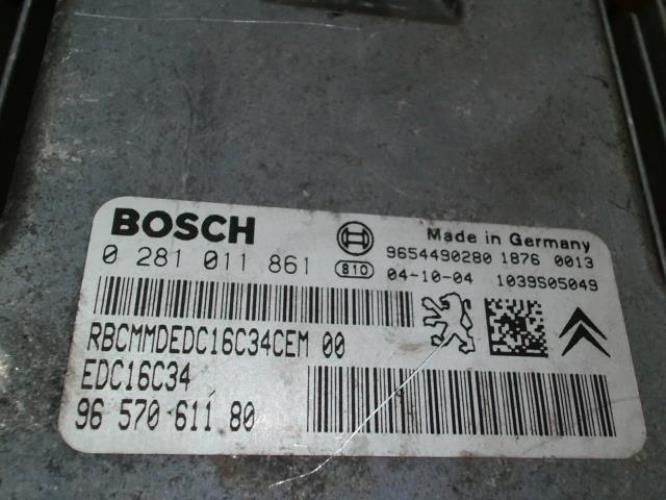 BOSCH
Made in Germany
0 281 011 861
9654490280 1876 0013
810 04-10-04 1039S05049
RBCMMDEDC16C34CEM 00
EDC16C34
96 570 611 80